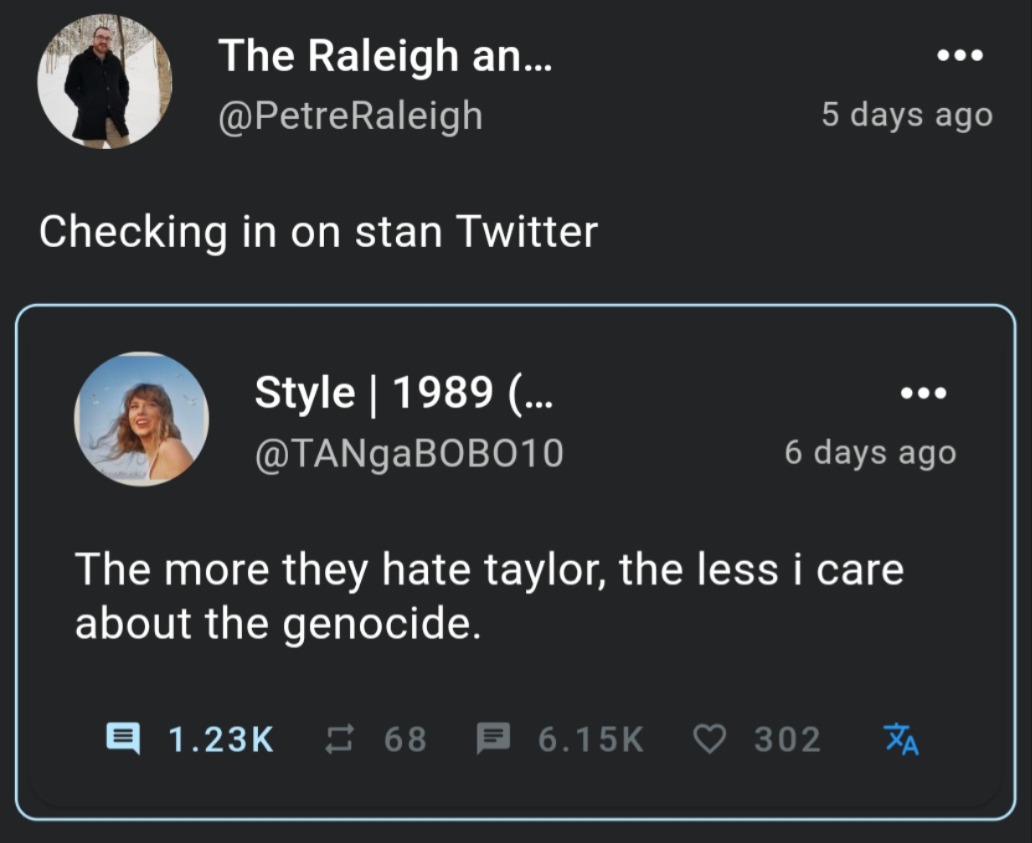 The Raleigh an...
@PetreRaleigh
5 days ago
Checking in on stan Twitter
Style | 1989 (...
@TANgaBOBO10
6 days ago
The more they hate taylor, the less i care
about the genocide.
1.23K 68 6.15K 302